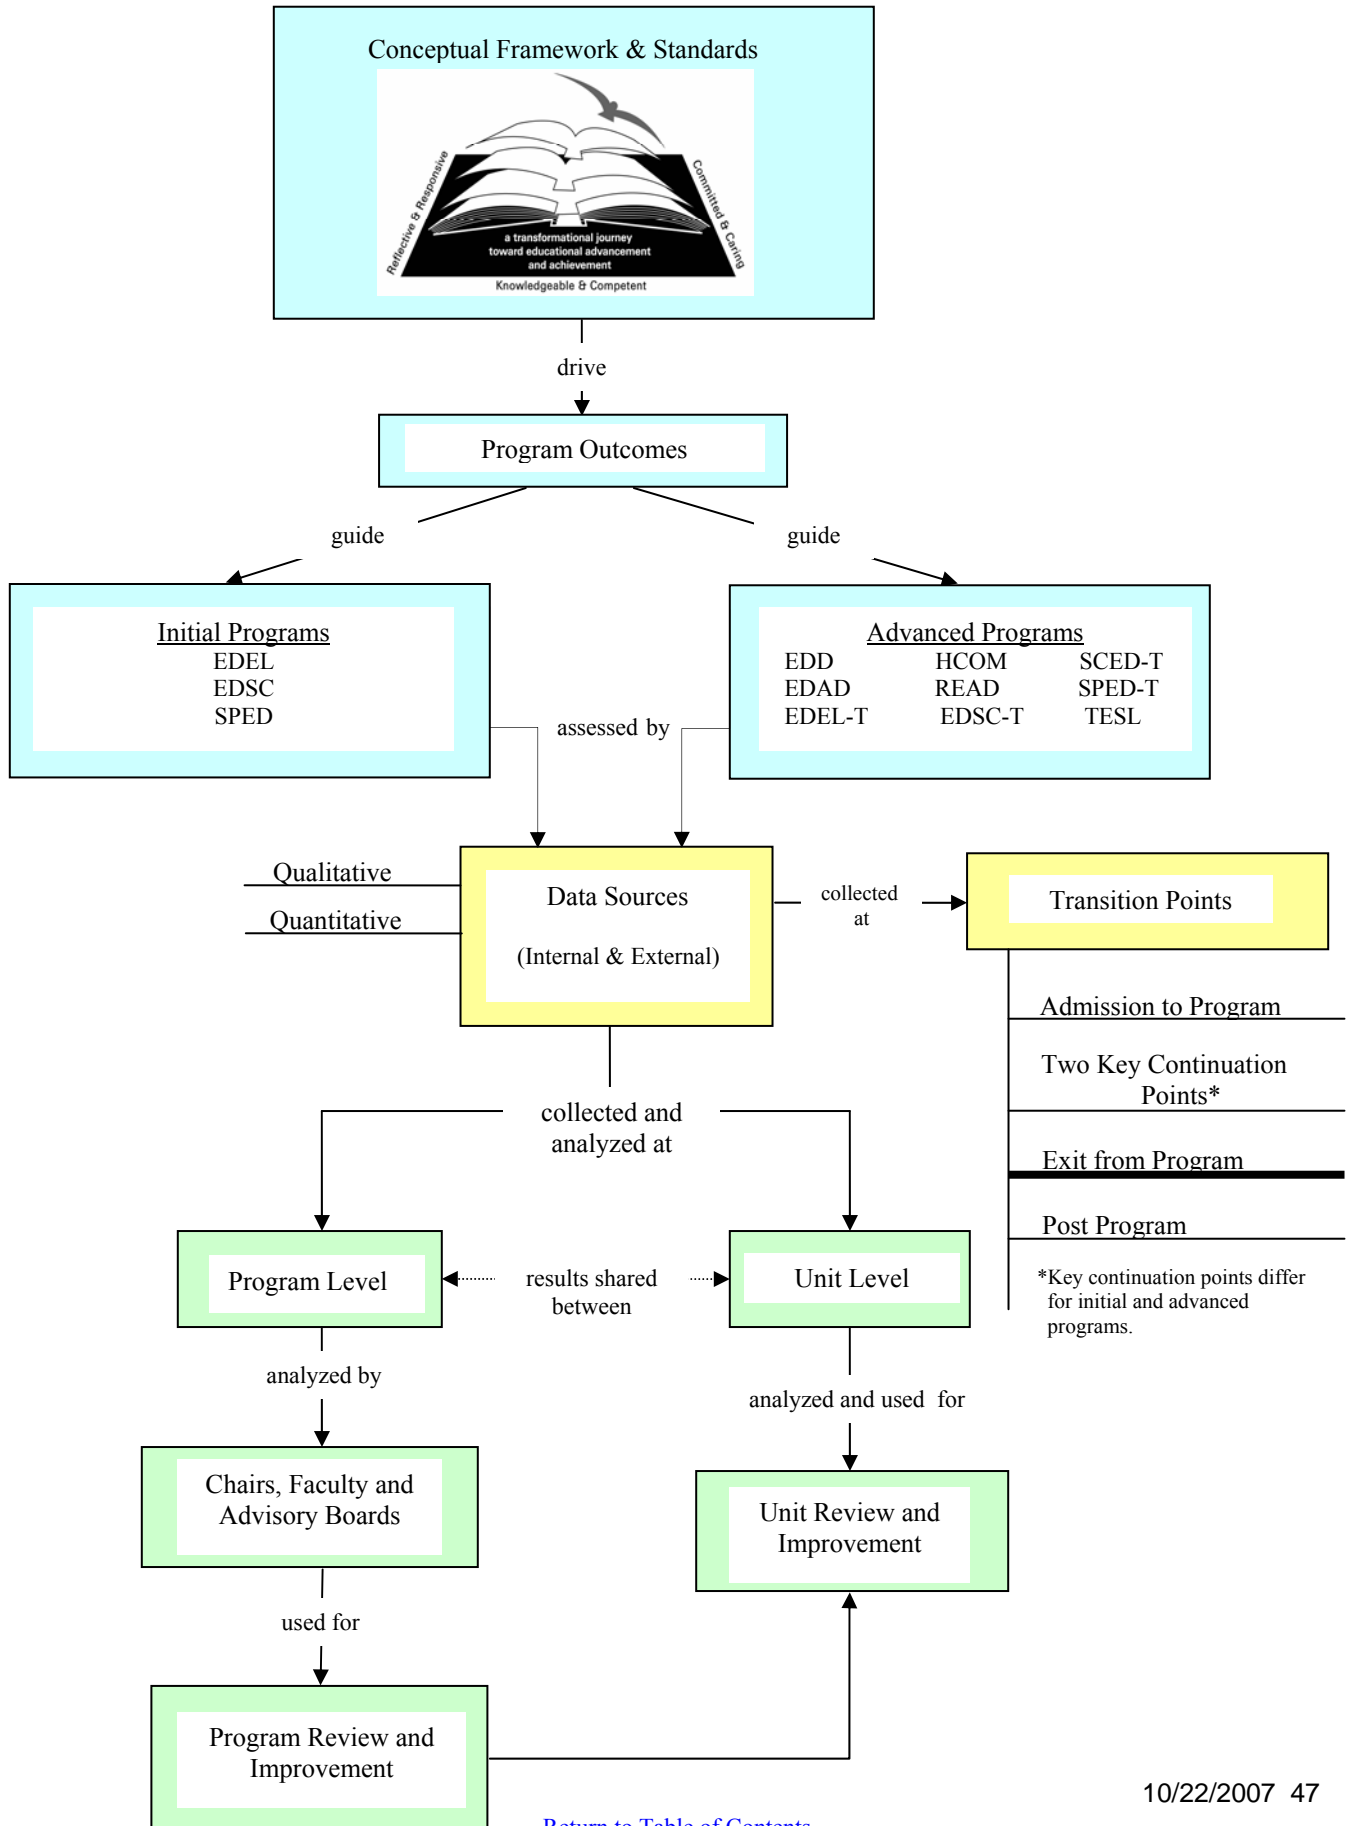 Conceptual Framework & Standards
Reflective & Responsive
Committed & Caring
a transformational journey
toward educational advancement
and achievement
Knowledgeable & Competent
drive
Program Outcomes
guide
guide
Initial Programs
EDEL
EDSC
SPED
Advanced Programs
EDD HCOM SCED-T
EDAD READ SPED-T
EDEL-T EDSC-T TESL
assessed by
Qualitative
Quantitative
Data Sources
(Internal & External)
collected
at
Transition Points
Admission to Program
Two Key Continuation
Points*
Exit from Program
Post Program
*Key continuation points differ
for initial and advanced
programs.
collected and
analyzed at
Program Level
results shared
between
Unit Level
analyzed by
analyzed and used for
Chairs, Faculty and
Advisory Boards
Unit Review and
Improvement
used for
Program Review and
Improvement
10/22/2007 47
Return to Table of Contents